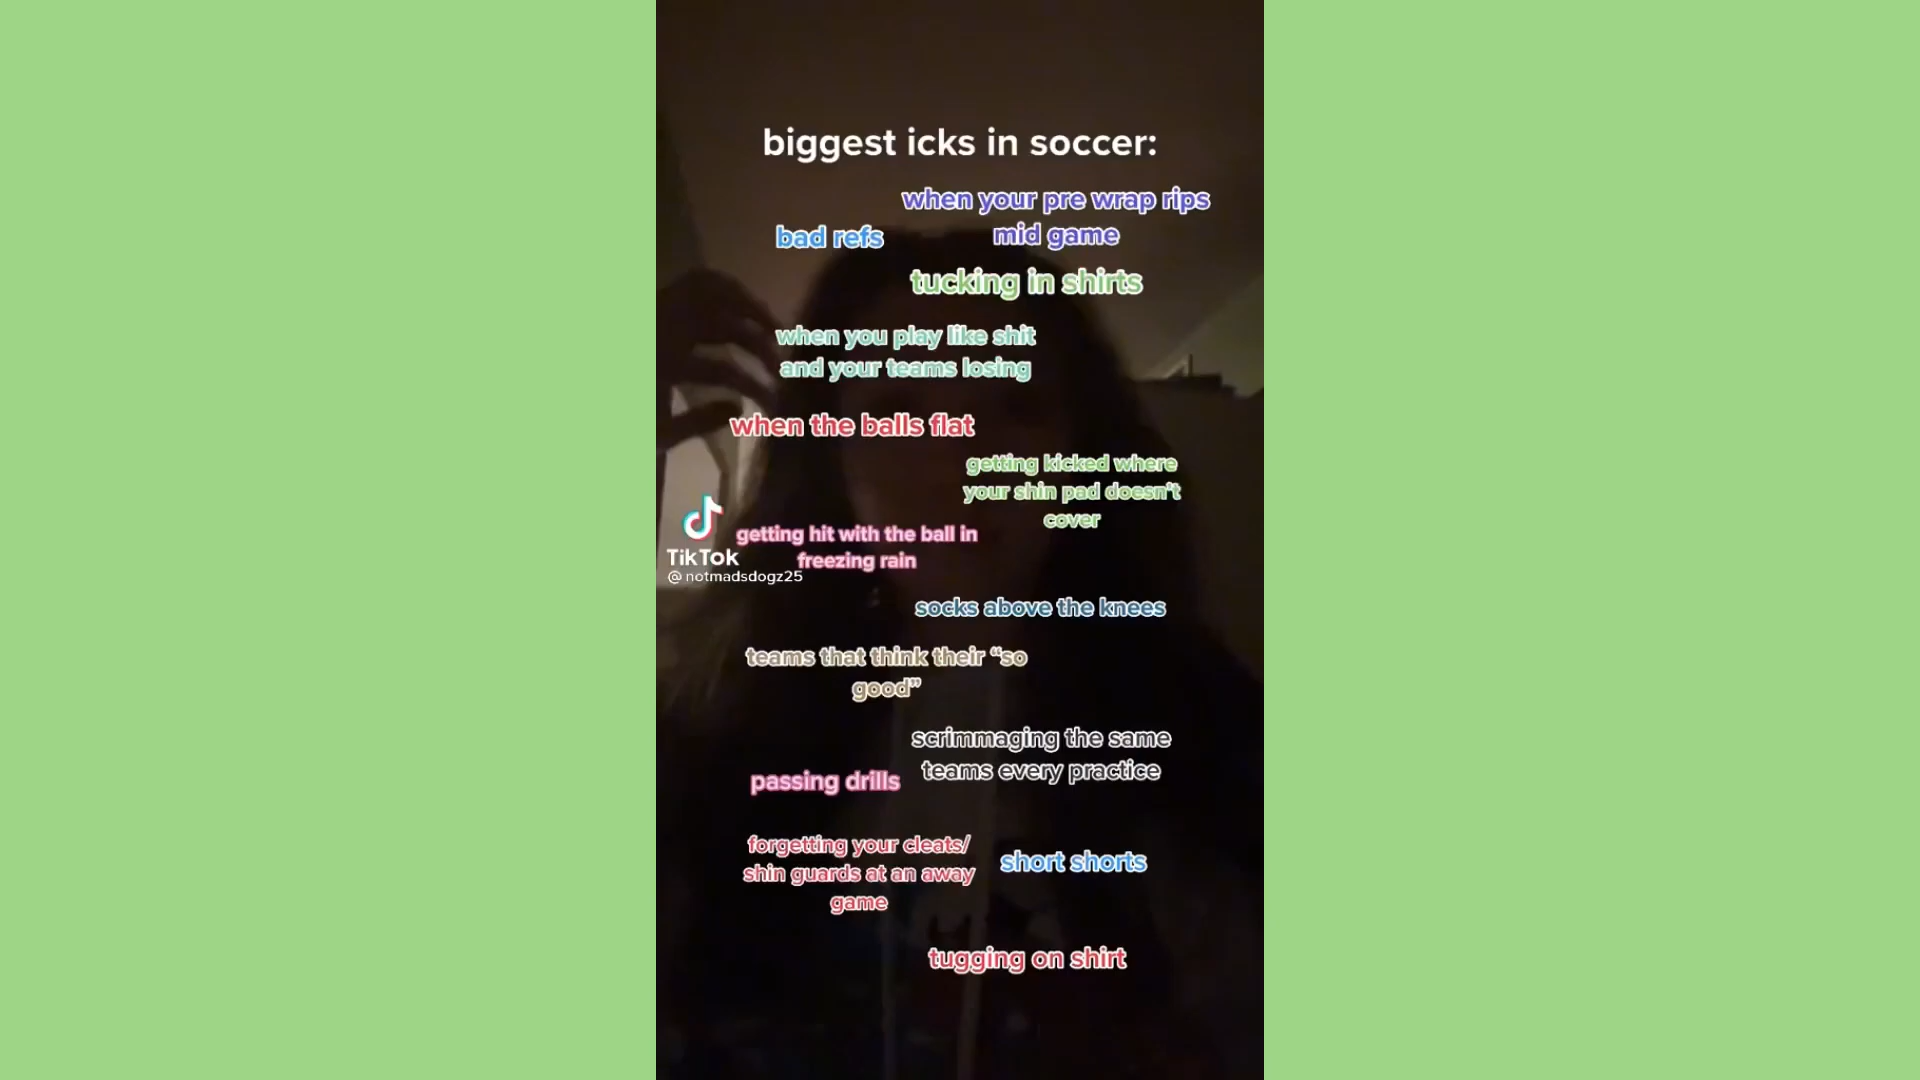 biggest icks in soccer:
when your pre wrap rips
mid game
bad refs
tucking in shirts
when you play like shit
and your teams losing
when the balls flat
getting kicked where
your shin pad doesn't
cover
getting hit with the ball in
freezing rain
TikTok
@notmadsdogz25
socks above the knees
teams that think their “so
good”
scrimmaging the same
teams every practice
passing drills
forgetting your cleats/
shin guards at an away
game
short shorts
tugging on shirt